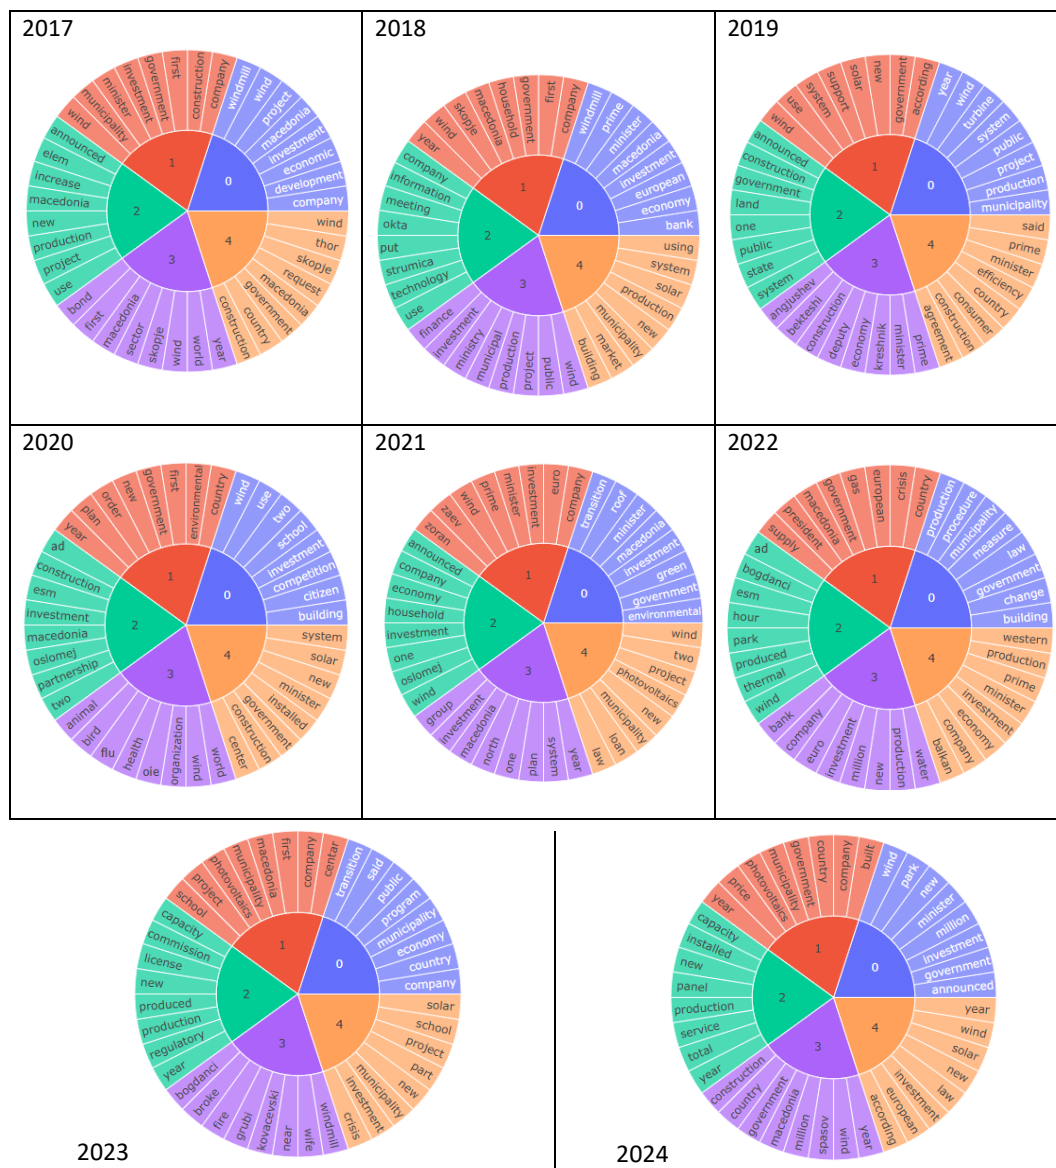 2017
company
construction
first
government
investment
minister
municipality
wind
1
windmill
wind
project
macedonia
investment
economic
development
company
0
announced
elem
increase
macedonia
new
production
project
use
2
bond
first
macedonia
sector
skopje
wind
world
year
3
wind
thor
skopje
request
macedonia
government
country
construction
4
2018
company
first
government
household
macedonia
skopje
wind
year
1
windmill
prime
minister
macedonia
investment
european
economy
bank
0
company
information
meeting
okta
put
strumica
technology
use
2
finance
investment
ministry
municipal
production
project
public
wind
3
using
system
solar
production
new
municipality
market
building
4
2019
according
government
new
solar
support
system
use
wind
1
year
wind
turbine
system
public
project
production
municipality
0
announced
construction
government
land
one
public
state
system
2
angjushev
bekteshi
construction
deputy
economy
kreshnik
minister
prime
3
said
prime
minister
efficiency
country
consumer
construction
agreement
4
2020
country
environmental
first
government
new
order
plan
year
1
wind
use
two
school
investment
competition
citizen
building
0
ad
construction
esm
investment
macedonia
oslomej
partnership
two
2
animal
bird
flu
health
oie
organization
wind
world
3
system
solar
new
minister
installed
government
construction
center
4
2021
company
euro
investment
minister
prime
wind
zaev
zoran
1
transition
roof
minister
macedonia
investment
green
government
environmental
0
announced
company
economy
household
investment
one
oslomej
wind
2
group
investment
macedonia
north
one
plan
system
year
3
wind
two
project
photovoltaics
new
municipality
loan
law
4
2022
country
crisis
european
gas
government
macedonia
president
supply
1
production
procedure
municipality
measure
law
government
change
building
0
ad
bogdanci
esm
hour
park
produced
thermal
wind
2
bank
company
euro
investment
million
new
production
water
3
western
production
prime
minister
investment
economy
company
balkan
4
centar
company
first
macedonia
municipality
photovoltaics
project
school
1
transition
said
public
program
municipality
economy
country
company
0
capacity
commission
license
new
produced
production
regulatory
year
2
bogdanci
broke
fire
grubi
kovacevski
near
wife
windmill
3
solar
school
project
part
new
municipality
investment
crisis
4
2023
built
company
country
government
municipality
photovoltaics
price
year
1
wind
park
new
minister
million
investment
government
announced
0
capacity
installed
new
panel
production
service
total
year
2
construction
country
government
macedonia
million
spasov
wind
year
3
year
wind
solar
new
law
investment
european
according
4
2024